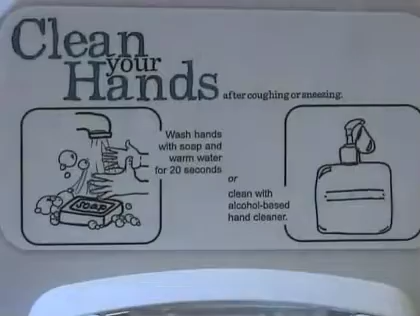 Clean
your
Hands after coughing or sneezing.
Wash hands
with soap and
warm water
for 20 seconds
or
clean with
alcohol-based
hand cleaner.
SOAP